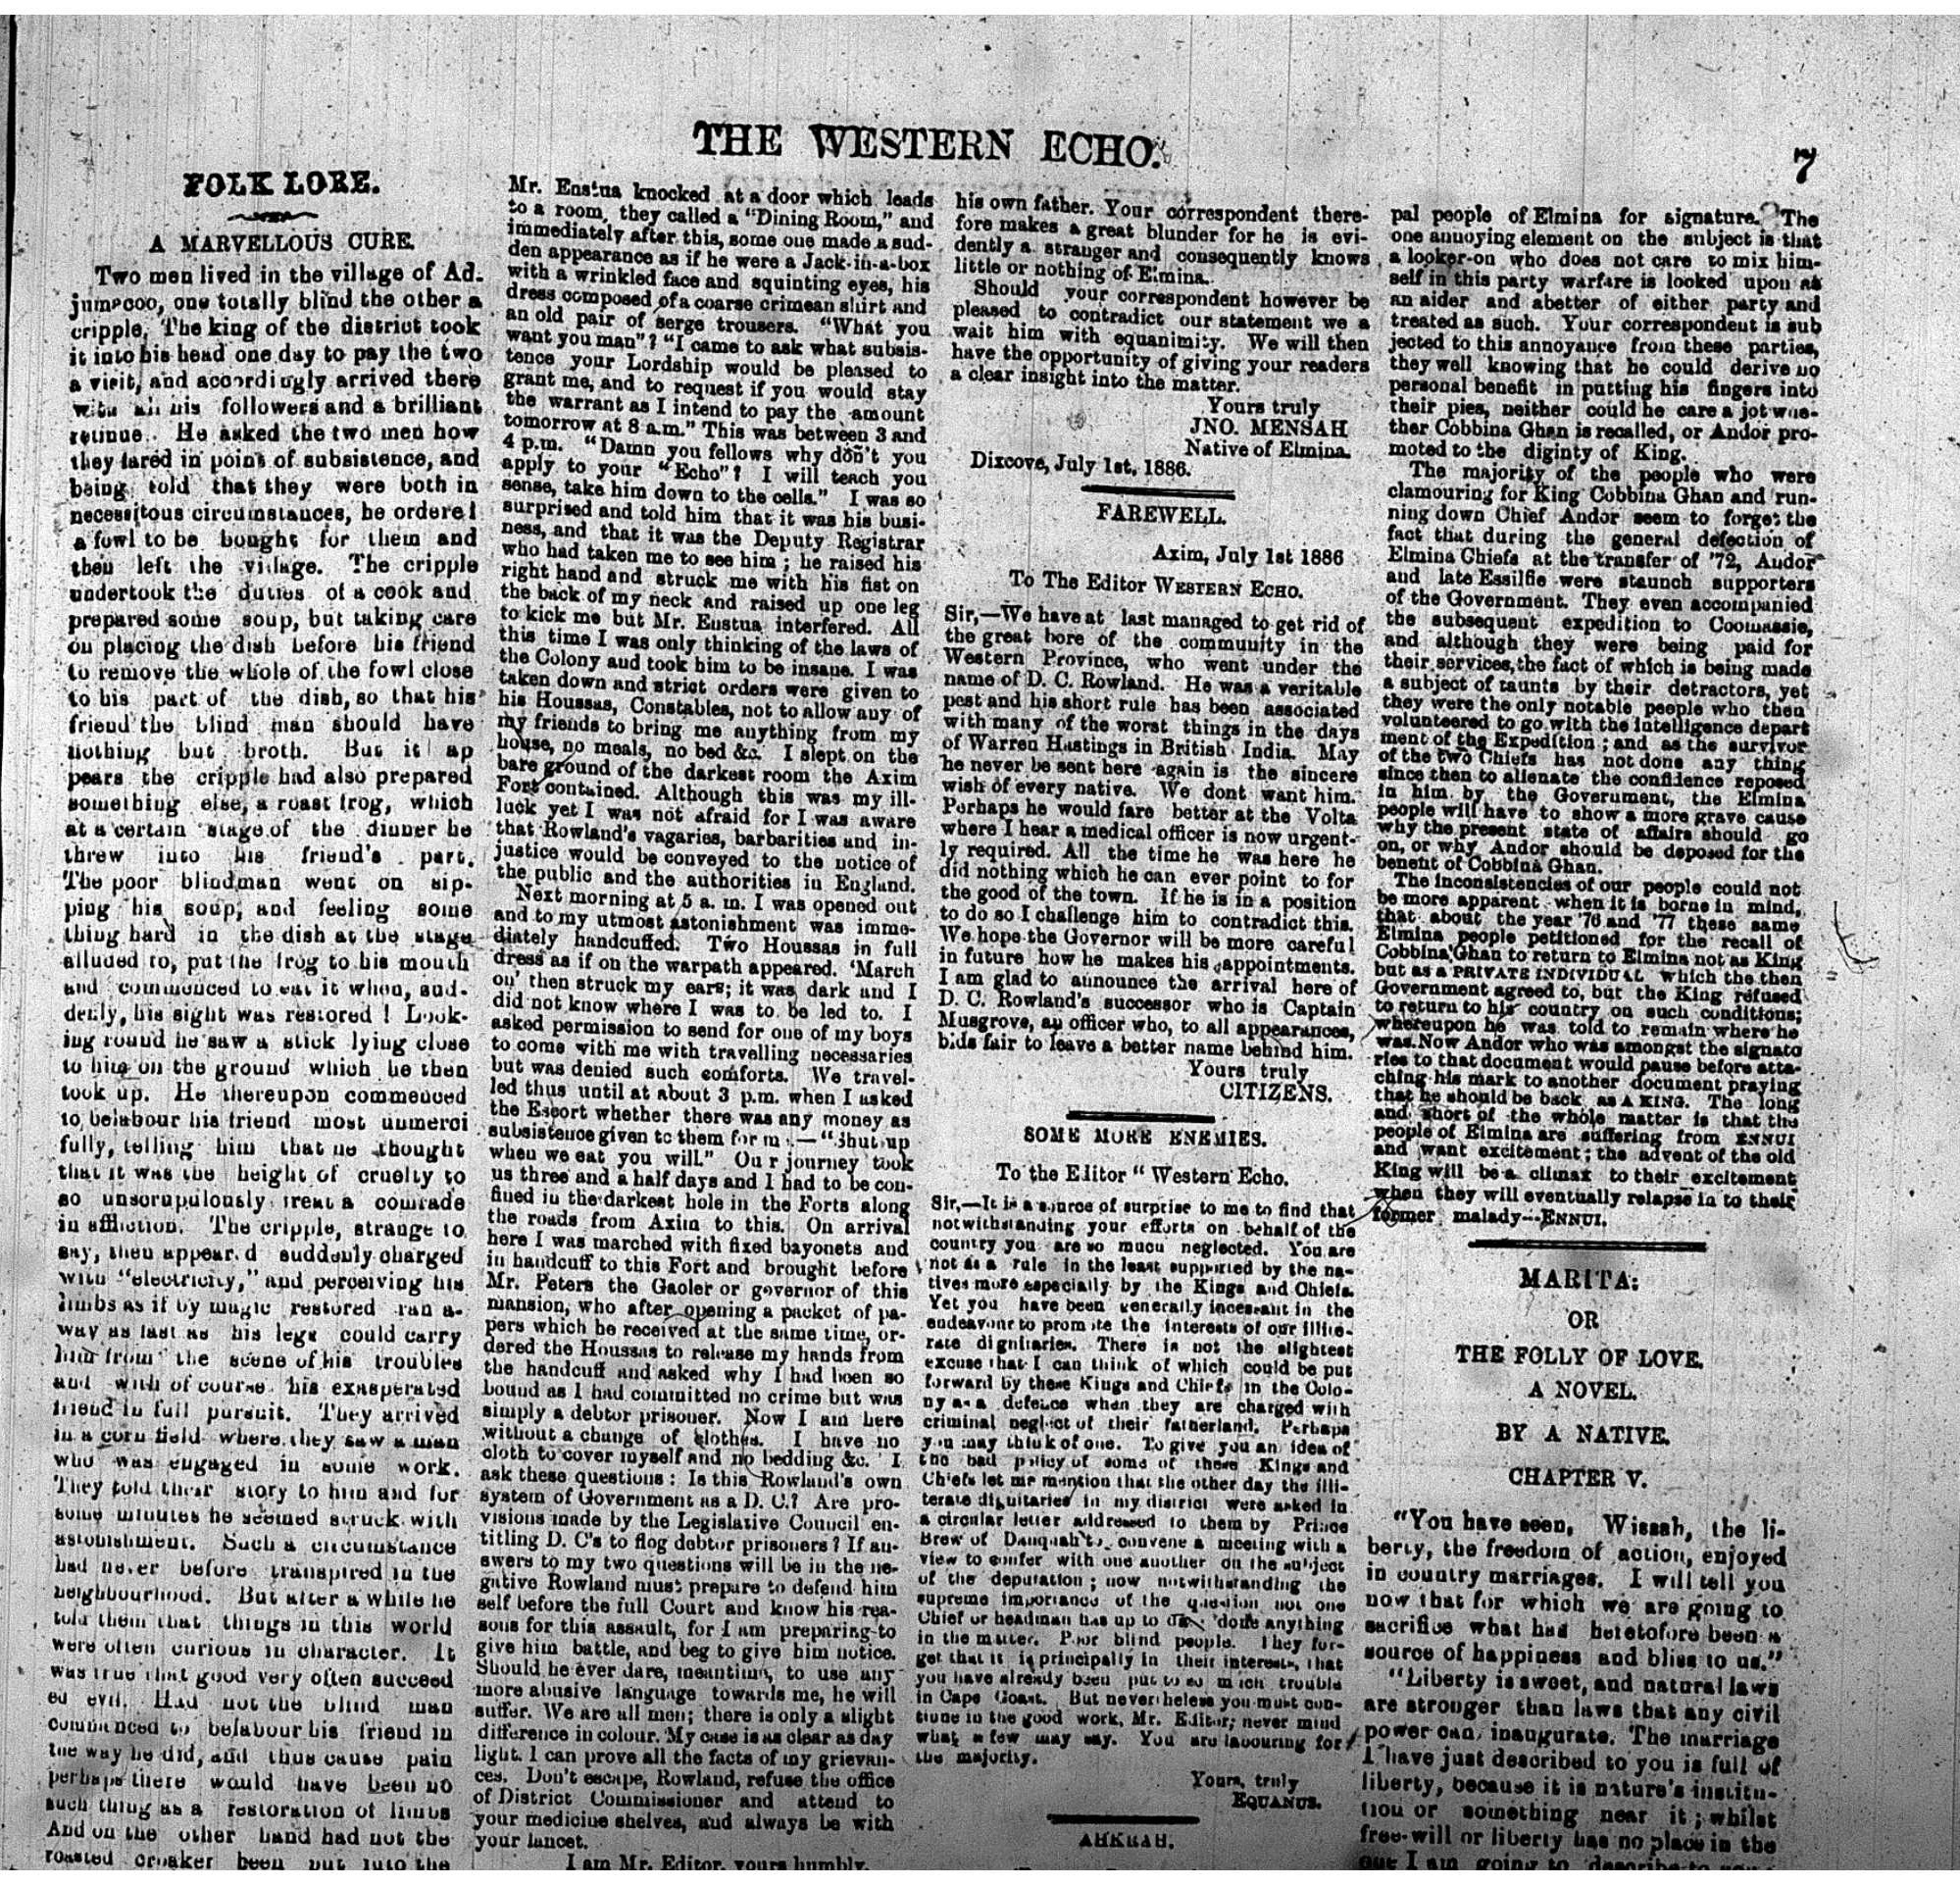 THE WESTERN ECHO.
7
FOLK LORE.
A MARVELLOUS CURE.
Two men lived in the village of Ad-
jumacoo, one totally blind the other a
cripple. The king of the district took
it into his head one day to pay the two
a visit, and accordingly arrived there
with all his followers and a brilliant
retinue. He asked the two men how
they fared in point of subsistence, and
being told that they were both in
necessitous circumstances, he ordered
a fowl to be bought for them and
then left the village. The cripple
undertook the duties of a cook and
prepared some soup, but taking care
on placing the dish before his friend
to remove the whole of the fowl close
to his part of the dish, so that his
friend the blind man should have
nothing but broth. But it ap
pears the cripple had also prepared
something else, a roast frog, which
at a certain stage of the dinner he
threw into his friend's part.
The poor blindman went on sip-
ping his soup, and feeling some
thing hard in the dish at the stage
alluded to, put the frog to his mouth
and commenced to eat it when, sud-
denly, his sight was restored ! Look-
ing round he saw a stick lying close
to him on the ground which he then
took up. He thereupon commenced
to belabour his friend most unmerci
fully, telling him that he thought
that it was the height of cruelty to
so unscrupulously treat a comrade
in affliction. The cripple, strange to
say, then appear.d suddenly charged
with "electricity," and perceiving his
limbs as if by magic restored ran a-
way as fast as his legs could carry
him from the scene of his troubles
and with of course his exasperated
friend in full pursuit. They arrived
in a corn field where they saw a man
who was engaged in some work.
They told their story to him and for
some minutes he seemed struck with
astonishment. Such a circumstance
had never before transpired in the
neighbourhood. But after a while he
told them that things in this world
were often curious in character. It
was true that good very often succeed
ed evil. Had not the blind man
commenced to belabour his friend in
the way he did, and thus cause pain
perhaps there would have been no
such thing as a restoration of limbs
And on the other hand had not the
roasted croaker been put into the
Mr. Eustua knocked at a door which leads
to a room, they called a "Dining Room," and
immediately after this, some one made a sud-
den appearance as if he were a Jack-in-a-box
with a wrinkled face and squinting eyes, his
dress composed of a coarse crimean shirt and
an old pair of serge trousers. "What you
want you man"? "I came to ask what subsis-
tence your Lordship would be pleased to
grant me, and to request if you would stay
the warrant as I intend to pay the amount
tomorrow at 8 a.m." This was between 3 and
4 p.m. "Damn you fellows why don't you
apply to your "Echo"? I will teach you
sense, take him down to the cells." I was so
surprised and told him that it was his busi-
ness, and that it was the Deputy Registrar
who had taken me to see him ; he raised his
right hand and struck me with his fist on
the back of my neck and raised up one leg
to kick me but Mr. Eustua interfered. All
this time I was only thinking of the laws of
the Colony and took him to be insane. I was
taken down and strict orders were given to
his Houssas, Constables, not to allow any of
my friends to bring me anything from my
house, no meals, no bed &c. I slept on the
bare ground of the darkest room the Axim
Fort contained. Although this was my ill-
luck yet I was not afraid for I was aware
that Rowland's vagaries, barbarities and in-
justice would be conveyed to the notice of
the public and the authorities in England.
Next morning at 5 a. m. I was opened out
and to my utmost astonishment was imme-
diately handcuffed. Two Houssas in full
dress as if on the warpath appeared. 'March
on' then struck my ears; it was dark and I
did not know where I was to be led to. I
asked permission to send for one of my boys
to come with me with travelling necessaries
but was denied such comforts. We travel-
led thus until at about 3 p.m. when I asked
the Escort whether there was any money as
subsistence given to them for m.—"Shut up
when we eat you will." Our journey took
us three and a half days and I had to be con-
fined in the darkest hole in the Forts along
the roads from Axim to this. On arrival
here I was marched with fixed bayonets and
in handcuff to this Fort and brought before
Mr. Peters the Gaoler or governor of this
mansion, who after opening a packet of pa-
pers which he received at the same time, or-
dered the Houssas to release my hands from
the handcuff and asked why I had been so
bound as I had committed no crime but was
simply a debtor prisoner. Now I am here
without a change of clothes. I have no
cloth to cover myself and no bedding &c. I
ask these questions : Is this Rowland's own
system of Government as a D. C.? Are pro-
visions made by the Legislative Council en-
titling D. C's to flog debtor prisoners ? If an-
swers to my two questions will be in the ne-
gative Rowland must prepare to defend him
self before the full Court and know his rea-
sons for this assault, for I am preparing to
give him battle, and beg to give him notice.
Should he ever dare, meantime, to use any
more abusive language towards me, he will
suffer. We are all men; there is only a slight
difference in colour. My case is as clear as day
light. I can prove all the facts of my grievan-
ces. Don't escape, Rowland, refuse the office
of District Commissioner and attend to
your medicine shelves, and always be with
your lancet.
I am Mr. Editor, yours humbly,
his own father. Your correspondent there-
fore makes a great blunder for he is evi-
dently a stranger and consequently knows
little or nothing of Elmina.
Should your correspondent however be
pleased to contradict our statement we a
wait him with equanimity. We will then
have the opportunity of giving your readers
a clear insight into the matter.
Yours truly
JNO. MENSAH
Native of Elmina.
Dixcove, July 1st, 1886.
FAREWELL.
Axim, July 1st 1886
To The Editor WESTERN ECHO.
Sir,—We have at last managed to get rid of
the great bore of the community in the
Western Province, who went under the
name of D. C. Rowland. He was a veritable
pest and his short rule has been associated
with many of the worst things in the days
of Warren Hastings in British India. May
he never be sent here again is the sincere
wish of every native. We dont want him.
Perhaps he would fare better at the Volta
where I hear a medical officer is now urgent-
ly required. All the time he was here he
did nothing which he can ever point to for
the good of the town. If he is in a position
to do so I challenge him to contradict this.
We hope the Governor will be more careful
in future how he makes his appointments.
I am glad to announce the arrival here of
D. C. Rowland's successor who is Captain
Musgrove, an officer who, to all appearances,
bids fair to leave a better name behind him.
Yours truly
CITIZENS.
SOME MORE ENEMIES.
To the Editor " Western Echo.
Sir,—It is a source of surprise to me to find that
notwithstanding your efforts on behalf of the
country you are so much neglected. You are
not as a rule in the least supported by the na-
tives more especially by the Kings and Chiefs.
Yet you have been generally incessant in the
endeavour to promote the interests of our illite-
rate dignitaries. There is not the slightest
excuse that I can think of which could be put
forward by these Kings and Chiefs in the Colo-
ny as a defence when they are charged with
criminal neglect of their fatherland. Perhaps
you may think of one. To give you an idea of
the bad policy of some of these Kings and
Chiefs let me mention that the other day the illi-
terate dignitaries in my district were asked in
a circular letter addressed to them by Prince
Brew of Danquah to convene a meeting with a
view to confer with one another on the subject
of the deputation ; now notwithstanding the
supreme importance of the question not one
Chief or headman has up to done anything
in the matter. Poor blind people. They for-
get that it is principally in their interests, that
you have already been put to so much trouble
in Cape Coast. But nevertheless you must con-
tinue in the good work, Mr. Editor; never mind
what a few may say. You are labouring for
the majority.
Yours, truly
EQUANUS.
AHKRAH.
pal people of Elmina for signature. The
one annoying element on the subject is that
a looker-on who does not care to mix him-
self in this party warfare is looked upon as
an aider and abetter of either party and
treated as such. Your correspondent is sub
jected to this annoyance from these parties,
they well knowing that he could derive no
personal benefit in putting his fingers into
their pies, neither could he care a jot whe-
ther Cobbina Ghan is recalled, or Andor pro-
moted to the diginty of King.
The majority of the people who were
clamouring for King Cobbina Ghan and run-
ning down Chief Andor seem to forget the
fact that during the general defection of
Elmina Chiefs at the transfer of '72, Andor
and late Essilfie were staunch supporters
of the Government. They even accompanied
the subsequent expedition to Coomassie,
and although they were being paid for
their services, the fact of which is being made
a subject of taunts by their detractors, yet
they were the only notable people who then
volunteered to go with the intelligence depart
ment of the Expedition ; and as the survivor
of the two Chiefs has not done any thing
since then to alienate the confidence reposed
in him by the Government, the Elmina
people will have to show a more grave cause
why the present state of affairs should go
on, or why Andor should be deposed for the
benefit of Cobbina Ghan.
The inconsistencies of our people could not
be more apparent when it is borne in mind,
that about the year '76 and '77 these same
Elmina people petitioned for the recall of
Cobbina Ghan to return to Elmina not as King
but as a PRIVATE INDIVIDUAL which the then
Government agreed to, but the King refused
to return to his country on such conditions;
whereupon he was told to remain where he
was. Now Andor who was amongst the signato
ries to that document would pause before atta-
ching his mark to another document praying
that he should be back AS A KING. The long
and short of the whole matter is that the
people of Elmina are suffering from ENNUI
and want excitement ; the advent of the old
King will be a climax to their excitement
when they will eventually relapse in to their
former malady---ENNUI.
MARITA:
OR
THE FOLLY OF LOVE.
A NOVEL.
BY A NATIVE.
CHAPTER V.
"You have seen, Wissah, the li-
berty, the freedom of action, enjoyed
in country marriages. I will tell you
now that for which we are going to
sacrifice what had heretofore been a
source of happiness and bliss to us."
"Liberty is sweet, and natural laws
are stronger than laws that any civil
power can inaugurate. The marriage
I have just described to you is full of
liberty, because it is nature's institu-
tion or something near it ; whilst
free-will or liberty has no place in the
one I am going to describe to you